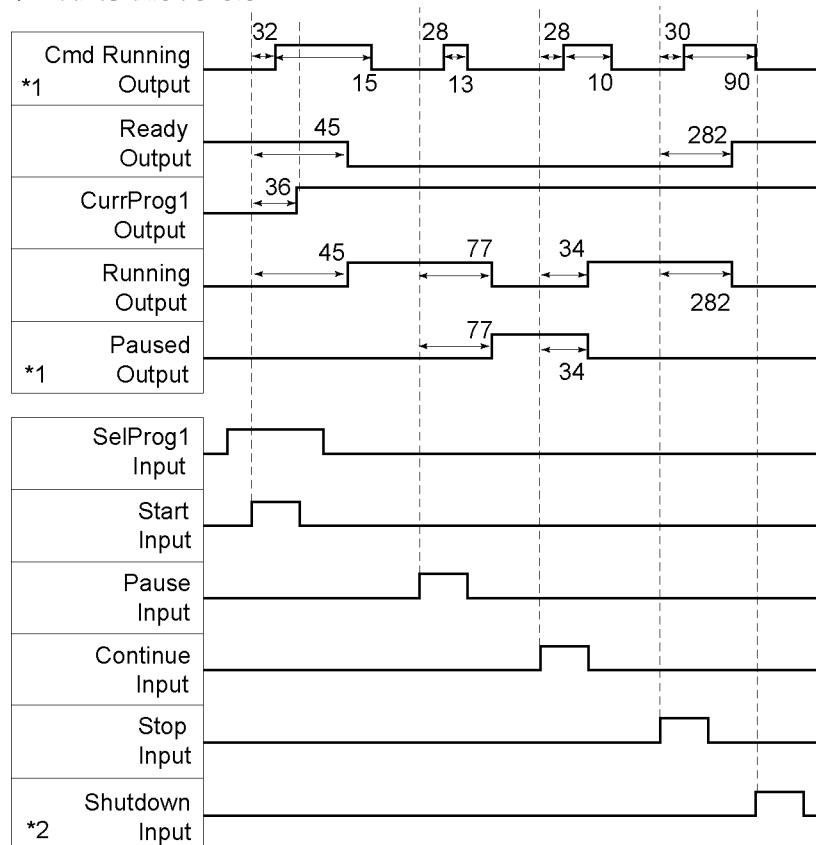 32 28 28 30
Cmd Running
*1 Output
15 13 10 90
Ready
Output
45 282
CurrProg1
Output
36
Running
Output
45 77 34 282
Paused
*1 Output
77 34
SelProg1
Input
Start
Input
Pause
Input
Continue
Input
Stop
Input
Shutdown
*2 Input